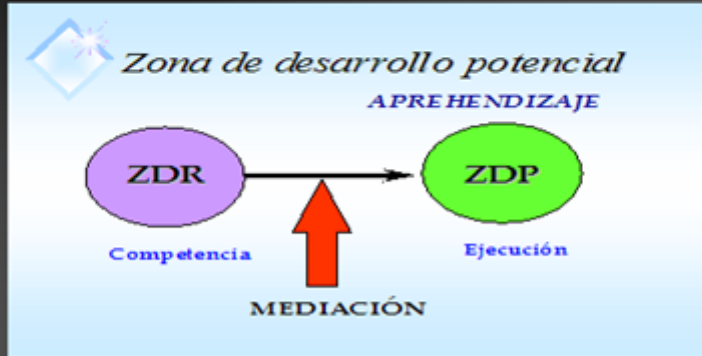 Zona de desarrollo potencial
APREHENDIZAJE
ZDR
ZDP
Competencia
Ejecución
MEDIACIÓN